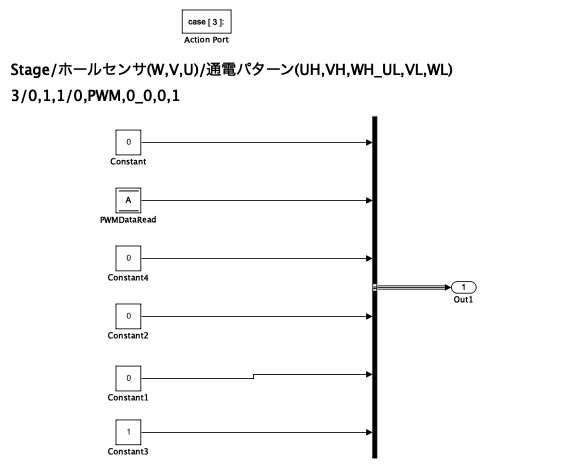 case [ 3 ]:
Action Port
Stage/ホールセンサ(W,V,U)/通電パターン(UH,VH,WH_UL,VL,WL)
3/0,1,1/0,PWM,0_0,0,1
0
Constant
A
PWMDataRead
0
Constant4
1
Out1
0
Constant2
0
Constant1
1
Constant3